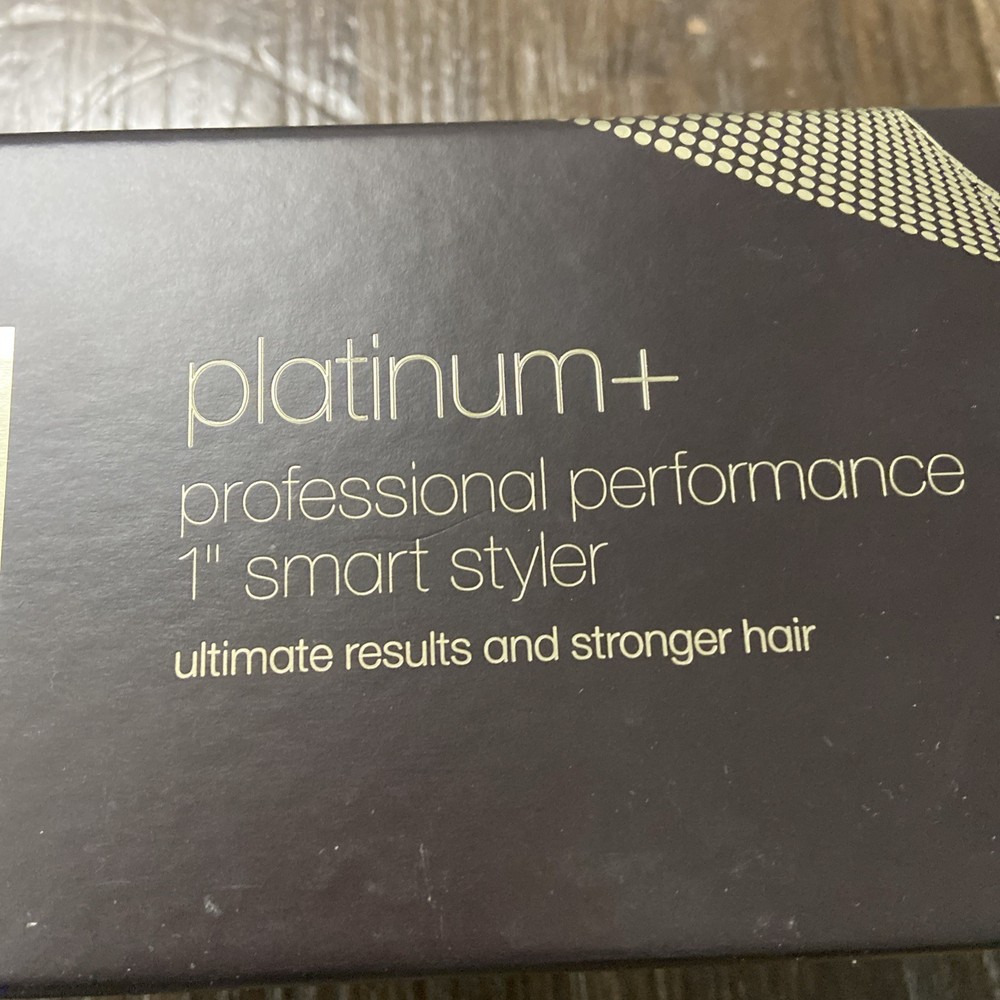 platinum+
professional performance
1" smart styler
ultimate results and stronger hair